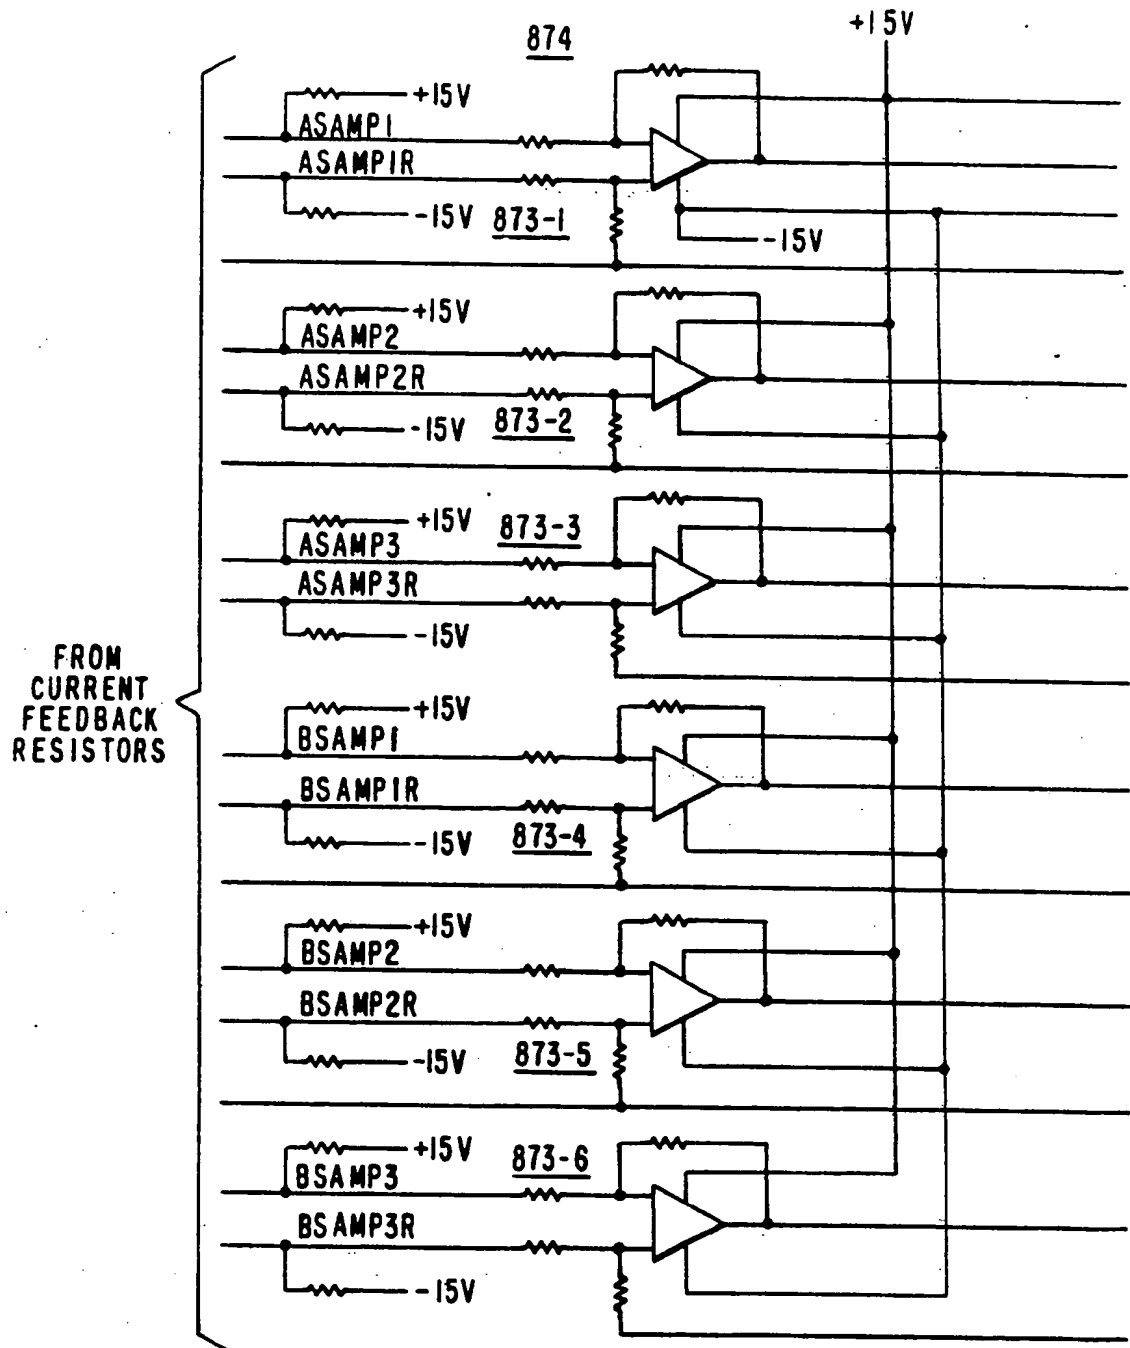 874
+15V
+15V
ASAMP1
ASAMP1R
-15V
873-1
-15V
+15V
ASAMP2
ASAMP2R
-15V
873-2
+15V
873-3
ASAMP3
ASAMP3R
-15V
FROM
CURRENT
FEEDBACK
RESISTORS
+15V
BSAMP1
BSAMP1R
-15V
873-4
+15V
BSAMP2
BSAMP2R
-15V
873-5
+15V
873-6
BSAMP3
BSAMP3R
-15V